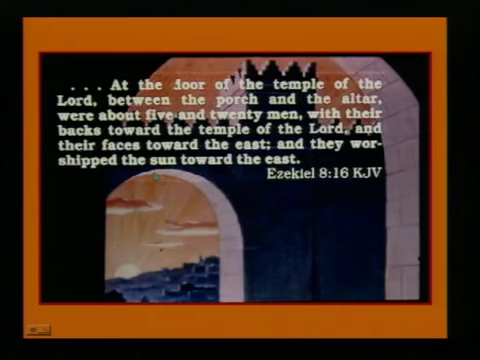 . . . At the door of the temple of the
Lord, between the porch and the altar,
were about five and twenty men, with their
backs toward the temple of the Lord, and
their faces toward the east; and they wor-
shipped the sun toward the east.
Ezekiel 8:16 KJV